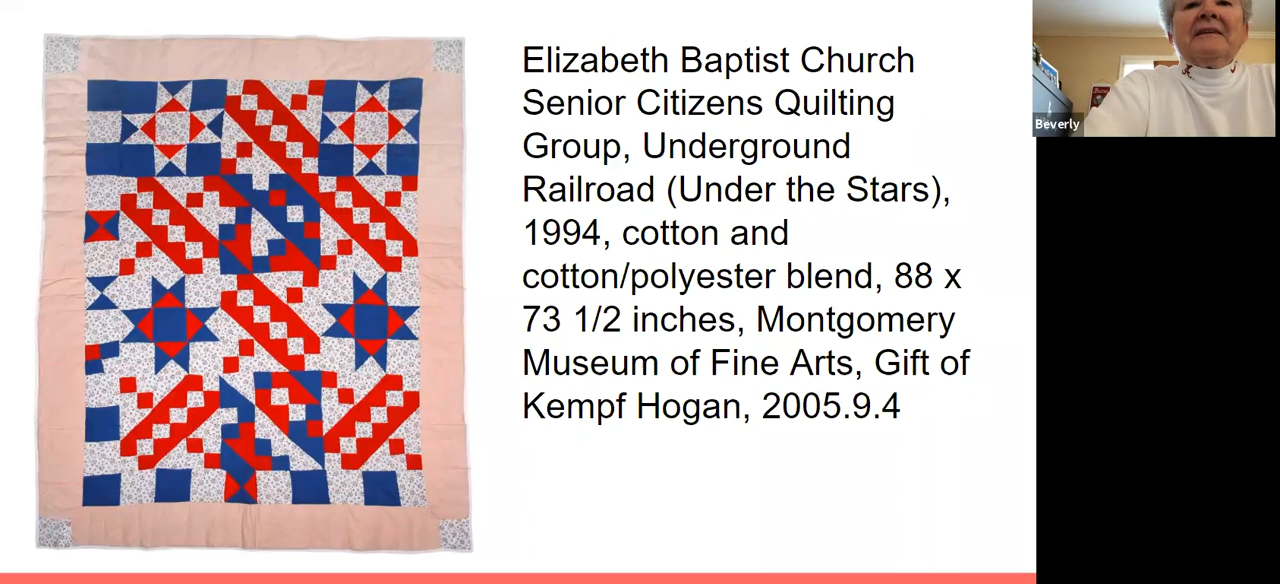 Elizabeth Baptist Church
Senior Citizens Quilting
Group, Underground
Railroad (Under the Stars),
1994, cotton and
cotton/polyester blend, 88 x
73 1/2 inches, Montgomery
Museum of Fine Arts, Gift of
Kempf Hogan, 2005.9.4
Beverly